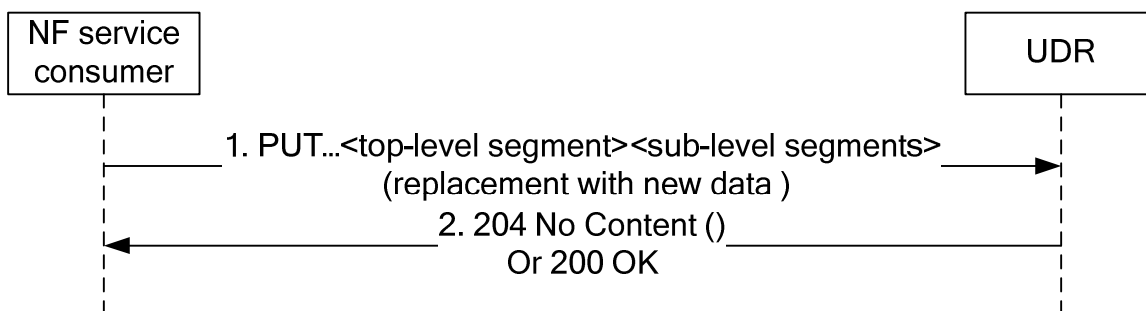 NF service
consumer
UDR
1. PUT...<top-level segment><sub-level segments>
(replacement with new data )
2. 204 No Content ()
Or 200 OK